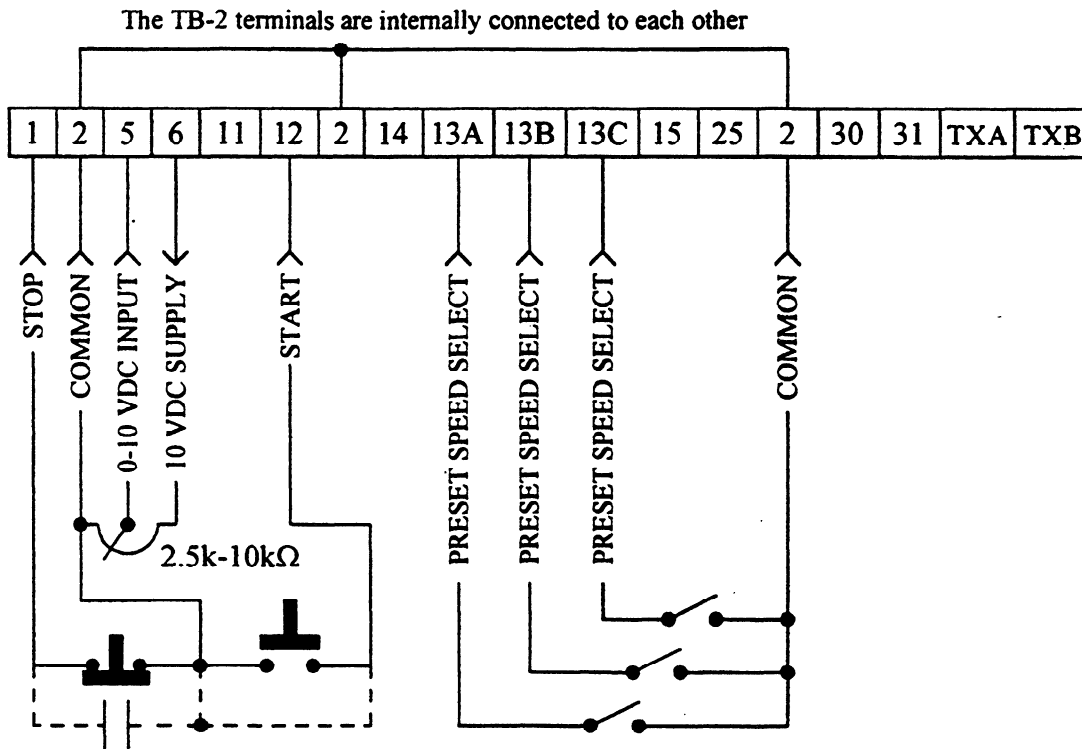 The TB-2 terminals are internally connected to each other
1 2 5 6 11 12 2 14 13A 13B 13C 15 25 2 30 31 TXA TXB
STOP
COMMON
0-10 VDC INPUT
10 VDC SUPPLY
START
PRESET SPEED SELECT
PRESET SPEED SELECT
PRESET SPEED SELECT
COMMON
2.5k-10kΩ